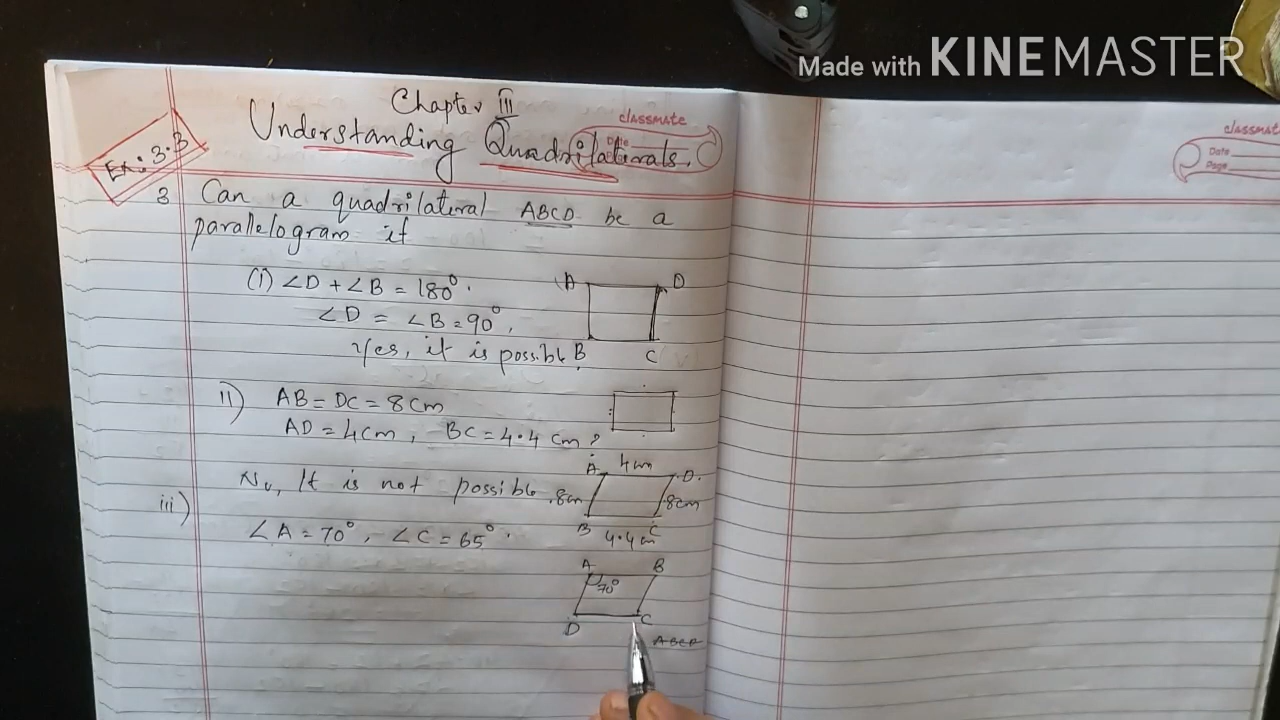 Made with KINEMASTER
Chapter III
Understanding Quadrilaterals.
Ex: 3.3
classmate
Date
classmate
Date
Page
3 Can a quadrilateral ABCD be a
parallelogram if
(i) ∠D + ∠B = 180°.
∠D = ∠B = 90°,
Yes, it is possible.
A D
B C
ii) AB = DC = 8cm
AD = 4cm, BC = 4.4 cm?
No, It is not possible.
A 4cm D.
8cm 8cm
B 4.4cm C
iii)
∠A = 70°, ∠C = 65°.
A B
70°
D C